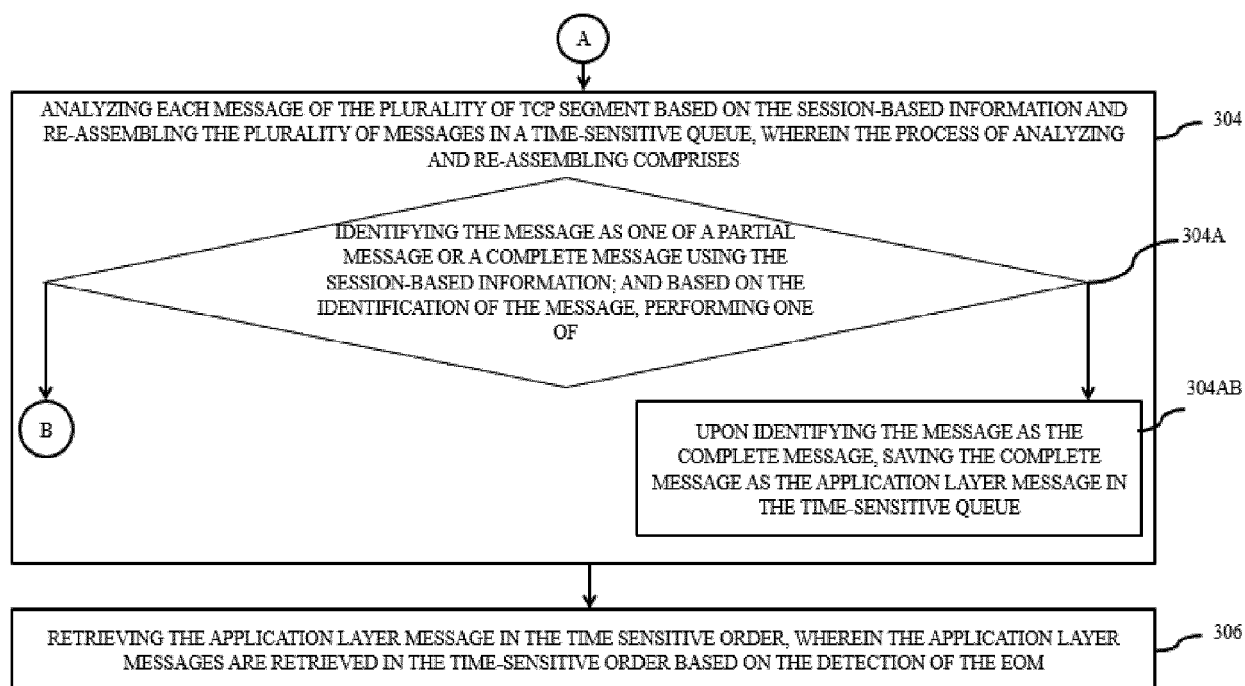 A
ANALYZING EACH MESSAGE OF THE PLURALITY OF TCP SEGMENT BASED ON THE SESSION-BASED INFORMATION AND
RE-ASSEMBLING THE PLURALITY OF MESSAGES IN A TIME-SENSITIVE QUEUE, WHEREIN THE PROCESS OF ANALYZING
AND RE-ASSEMBLING COMPRISES
304
IDENTIFYING THE MESSAGE AS ONE OF A PARTIAL
MESSAGE OR A COMPLETE MESSAGE USING THE
SESSION-BASED INFORMATION; AND BASED ON THE
IDENTIFICATION OF THE MESSAGE, PERFORMING ONE
OF
304A
B
304AB
UPON IDENTIFYING THE MESSAGE AS THE
COMPLETE MESSAGE, SAVING THE COMPLETE
MESSAGE AS THE APPLICATION LAYER MESSAGE IN
THE TIME-SENSITIVE QUEUE
RETRIEVING THE APPLICATION LAYER MESSAGE IN THE TIME SENSITIVE ORDER, WHEREIN THE APPLICATION LAYER
MESSAGES ARE RETRIEVED IN THE TIME-SENSITIVE ORDER BASED ON THE DETECTION OF THE EOM
306